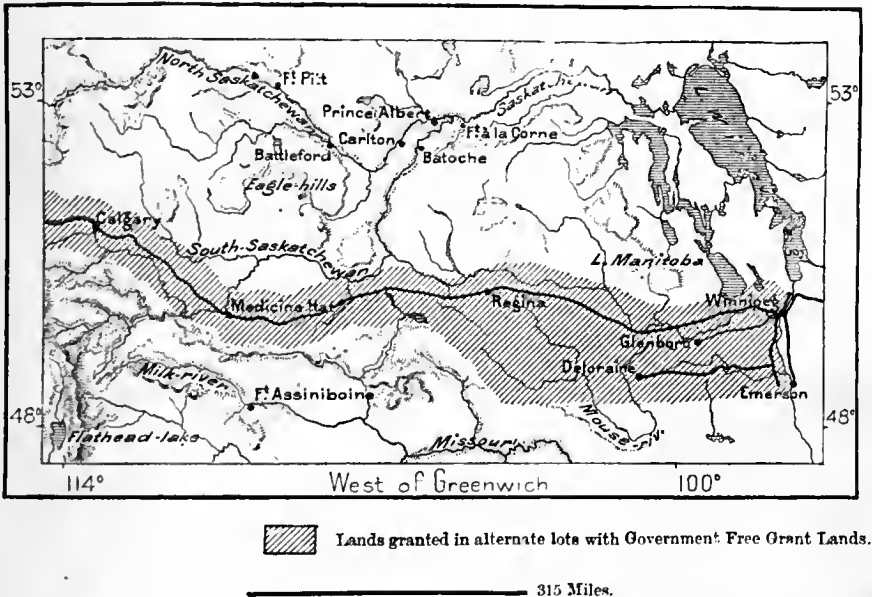 North Saskatchewan
Ft. Pitt
53°
53°
Saskat.
Prince Albert
Ft. à la Corne
Carlton
Battleford
Batoche
Eagle-hills
Calgary
South-Saskatchewan
L. Manitoba
Medicine Hat
Regina
Winnipeg
Glenboro
Deloraine
Milk-river
Ft. Assiniboine
Emerson
48°
48°
Mouse-riv.
Flathead-lake
Missouri
114°
West of Greenwich
100°
Lands granted in alternate lots with Government Free Grant Lands.
315 Miles.